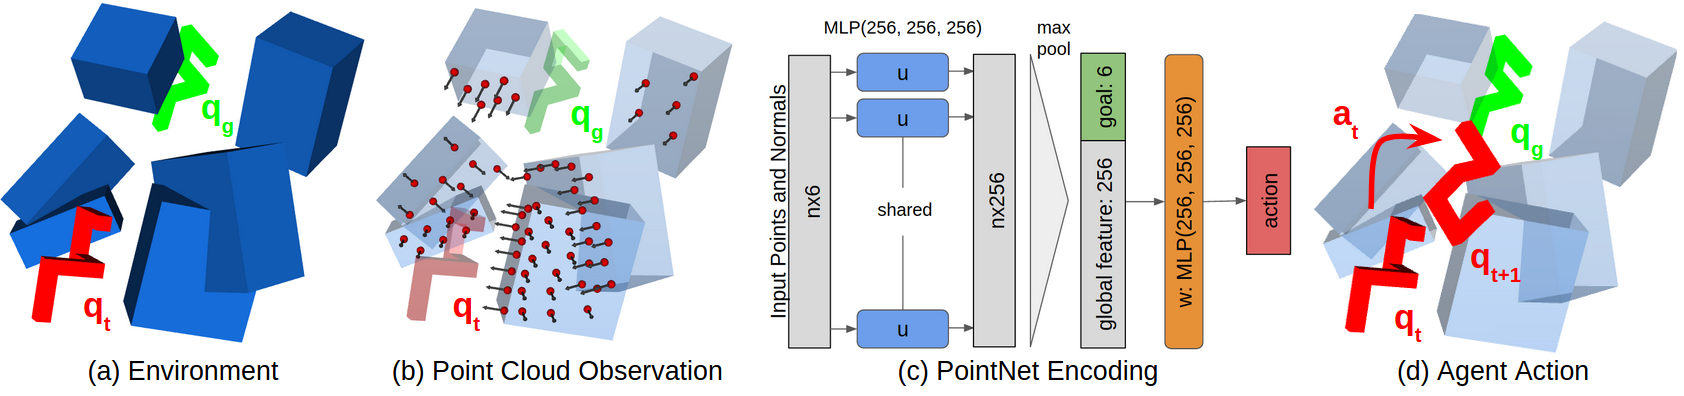 q_g
q_t
(a) Environment
q_g
q_t
(b) Point Cloud Observation
MLP(256, 256, 256)
max
pool
Input Points and Normals
nx6
u
u
shared
u
nx256
goal: 6
global feature: 256
w: MLP(256, 256, 256)
action
(c) PointNet Encoding
a_t
q_g
q_t+1
q_t
(d) Agent Action